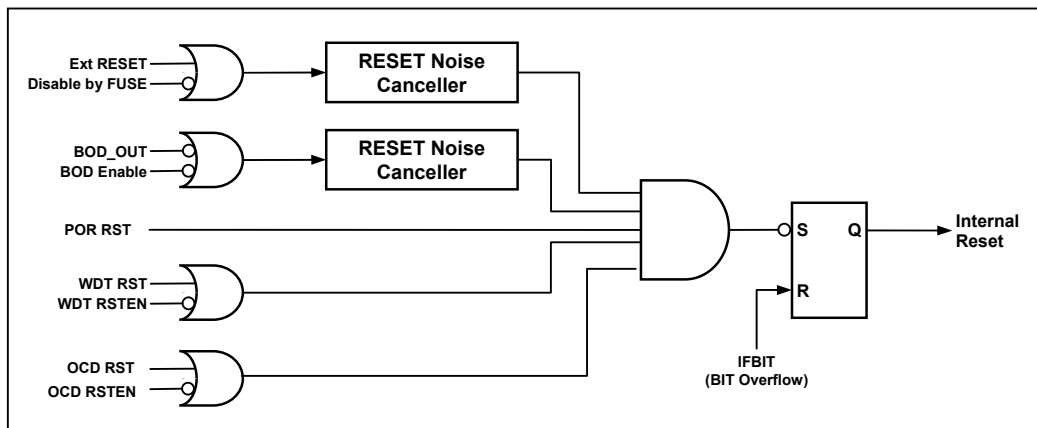 Ext RESET
Disable by FUSE
RESET Noise
Canceller
BOD_OUT
BOD Enable
RESET Noise
Canceller
POR RST
WDT RST
WDT RSTEN
OCD RST
OCD RSTEN
S
Q
R
Internal
Reset
IFBIT
(BIT Overflow)